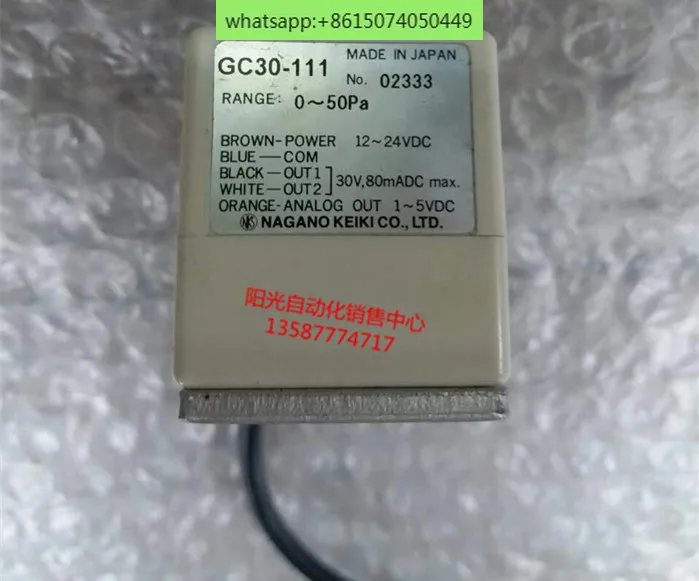 whatsapp:+8615074050449
GC30-111 MADE IN JAPAN
No. 02333
RANGE: 0～50Pa
BROWN-POWER 12～24VDC
BLUE—COM
BLACK-OUT1
WHITE-OUT2 30V,80mADC max.
ORANGE-ANALOG OUT 1～5VDC
NAGANO KEIKI CO., LTD.
阳光自动化销售中心
13587774717